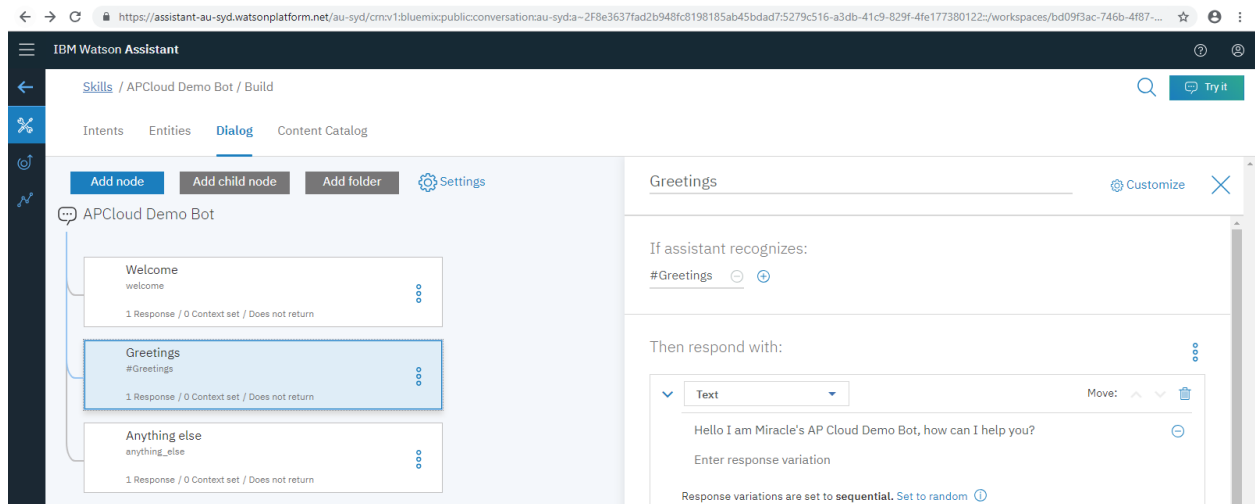 https://assistant-au-syd.watsonplatform.net/au-syd/crn:v1:bluemix:public:conversation:au-syd:a~2F8e3637fad2b948fc8198185ab45bdad7:5279c516-a3db-41c9-829f-4fe177380122::/workspaces/bd09f3ac-746b-4f87-...
IBM Watson Assistant
Skills / APCloud Demo Bot / Build
Try it
Intents Entities Dialog Content Catalog
Add node Add child node Add folder Settings
APCloud Demo Bot
Welcome
welcome
1 Response / 0 Context set / Does not return
Greetings
#Greetings
1 Response / 0 Context set / Does not return
Anything else
anything_else
1 Response / 0 Context set / Does not return
Greetings
Customize
If assistant recognizes:
#Greetings
Then respond with:
Text
Move:
Hello I am Miracle's AP Cloud Demo Bot, how can I help you?
Enter response variation
Response variations are set to sequential. Set to random